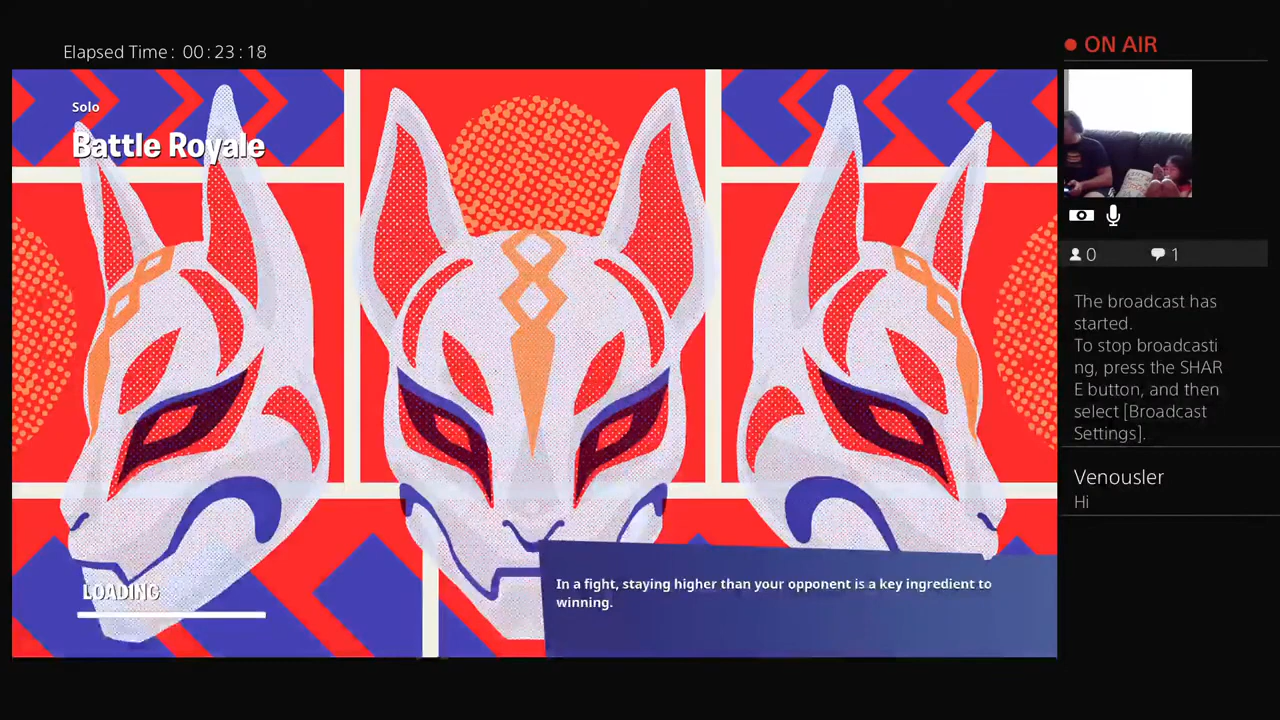 Elapsed Time: 00:23:18
ON AIR
Solo
Battle Royale
0
1
The broadcast has
started.
To stop broadcasti
ng, press the SHAR
E button, and then
select [Broadcast
Settings].
Venousler
Hi
LOADING
In a fight, staying higher than your opponent is a key ingredient to
winning.